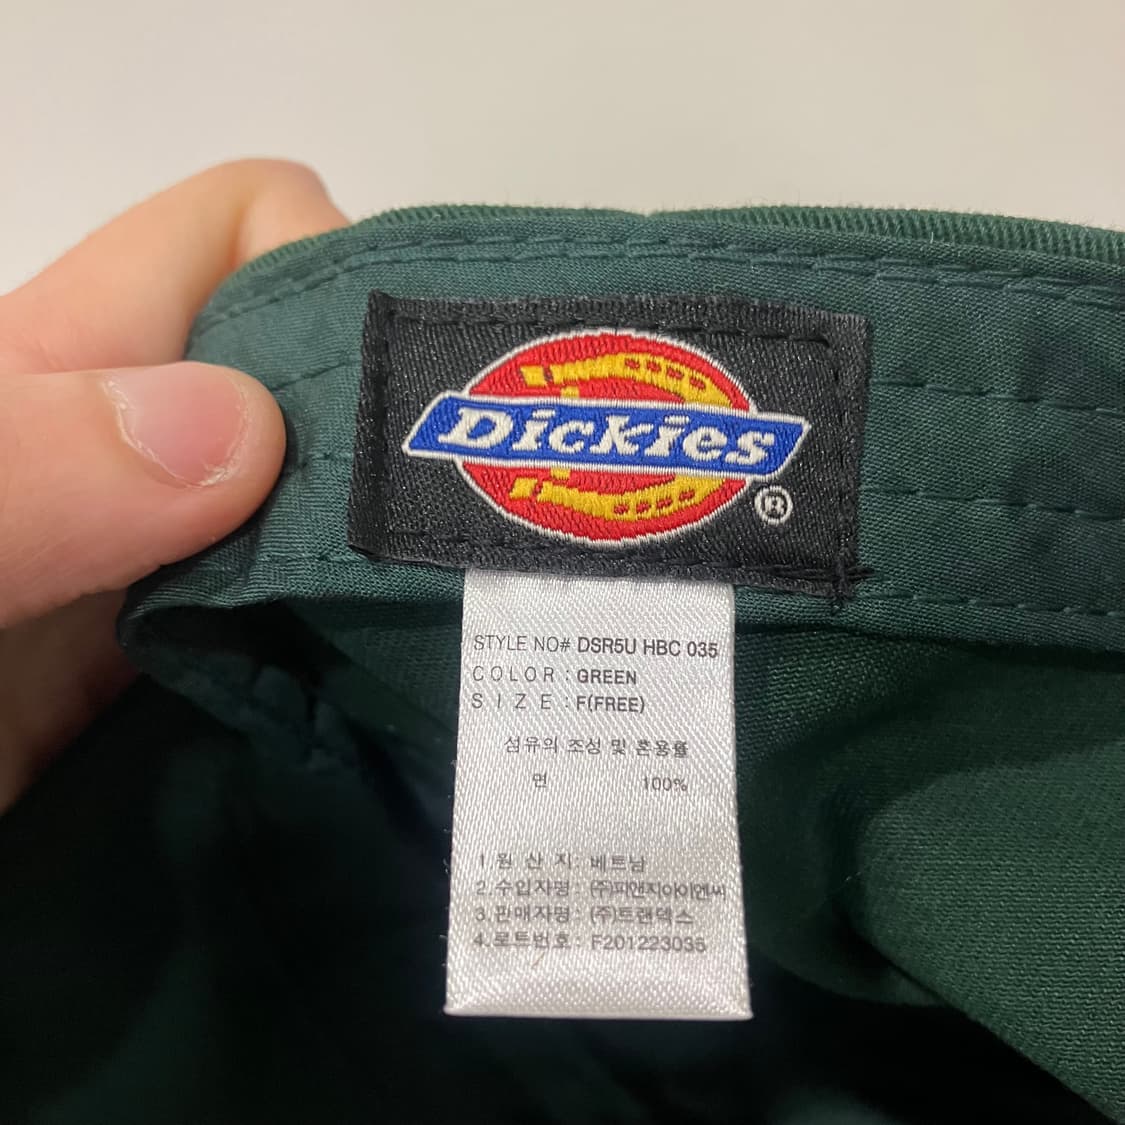 Dickies
®
STYLE NO# DSR5U HBC 035
COLOR : GREEN
SIZE : F(FREE)
섬유의 조성 및 혼용률
면 100%
1 원 산 지: 베트남
2.수입자명: (주)피앤지아이엔씨
3.판매자명: (주)트랜덱스
4.로트번호: F201223035